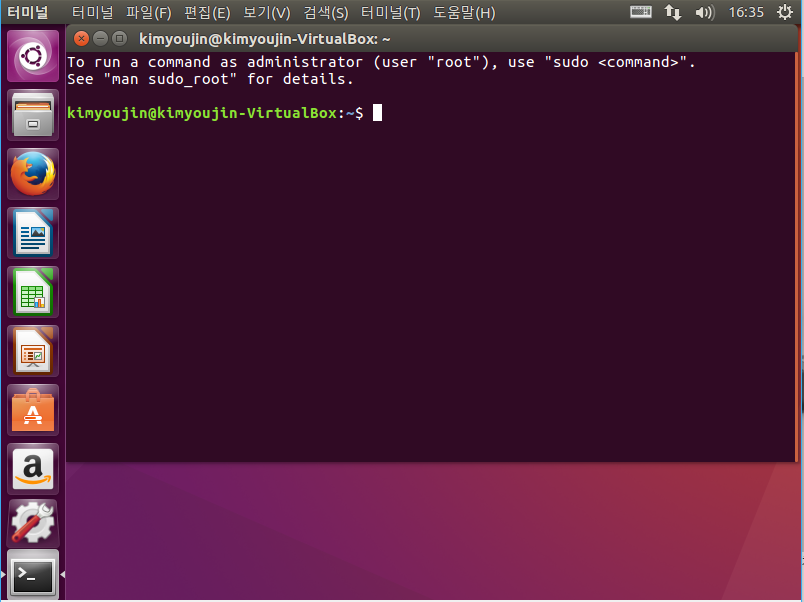 터미널 터미널 파일(F) 편집(E) 보기(V) 검색(S) 터미널(T) 도움말(H) 16:35
kimyoujin@kimyoujin-VirtualBox: ~
To run a command as administrator (user "root"), use "sudo <command>".
See "man sudo_root" for details.
kimyoujin@kimyoujin-VirtualBox:~$
A
a
>_